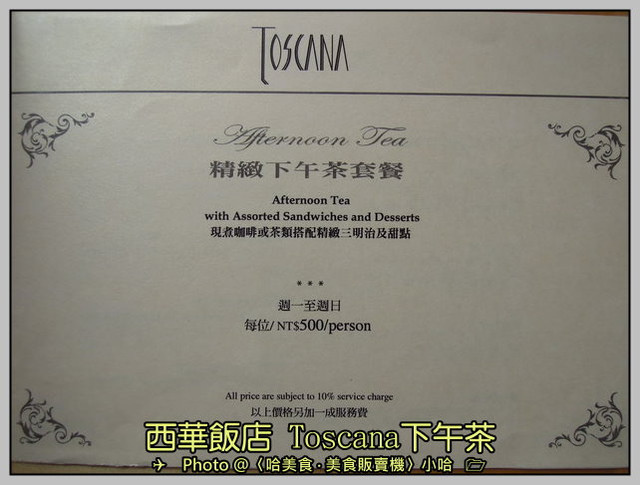 TOSCANA
Afternoon Tea
精緻下午茶套餐
Afternoon Tea
with Assorted Sandwiches and Desserts
現煮咖啡或茶類搭配精緻三明治及甜點
* * *
週一至週日
每位/ NT$500/person
All price are subject to 10% service charge
以上價格另加一成服務費
西華飯店 Toscana下午茶
✈ Photo @〈哈美食·美食販賣機〉小哈